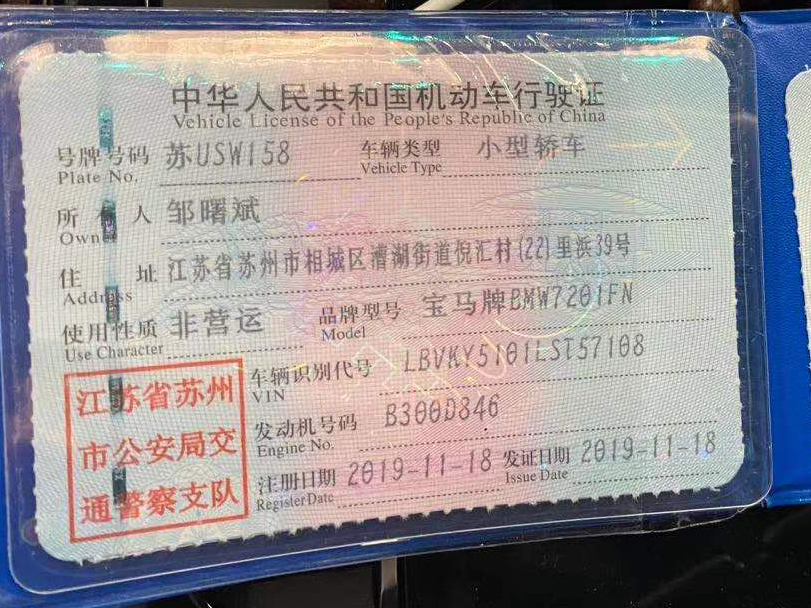 中华人民共和国机动车行驶证
Vehicle License of the People's Republic of China
号牌号码 苏USW158 车辆类型 小型轿车
Plate No. Vehicle Type
所有人 邹曙斌
Owner
住址 江苏省苏州市相城区漕湖街道倪汇村(22)里浜39号
Address
使用性质 非营运 品牌型号 宝马牌BMW7201FN
Use Character Model
车辆识别代号 LBVKY5101LST57108
VIN
发动机号码 B300D846
Engine No.
注册日期 2019-11-18 发证日期 2019-11-18
Register Date Issue Date
江苏省苏州
市公安局交
通警察支队